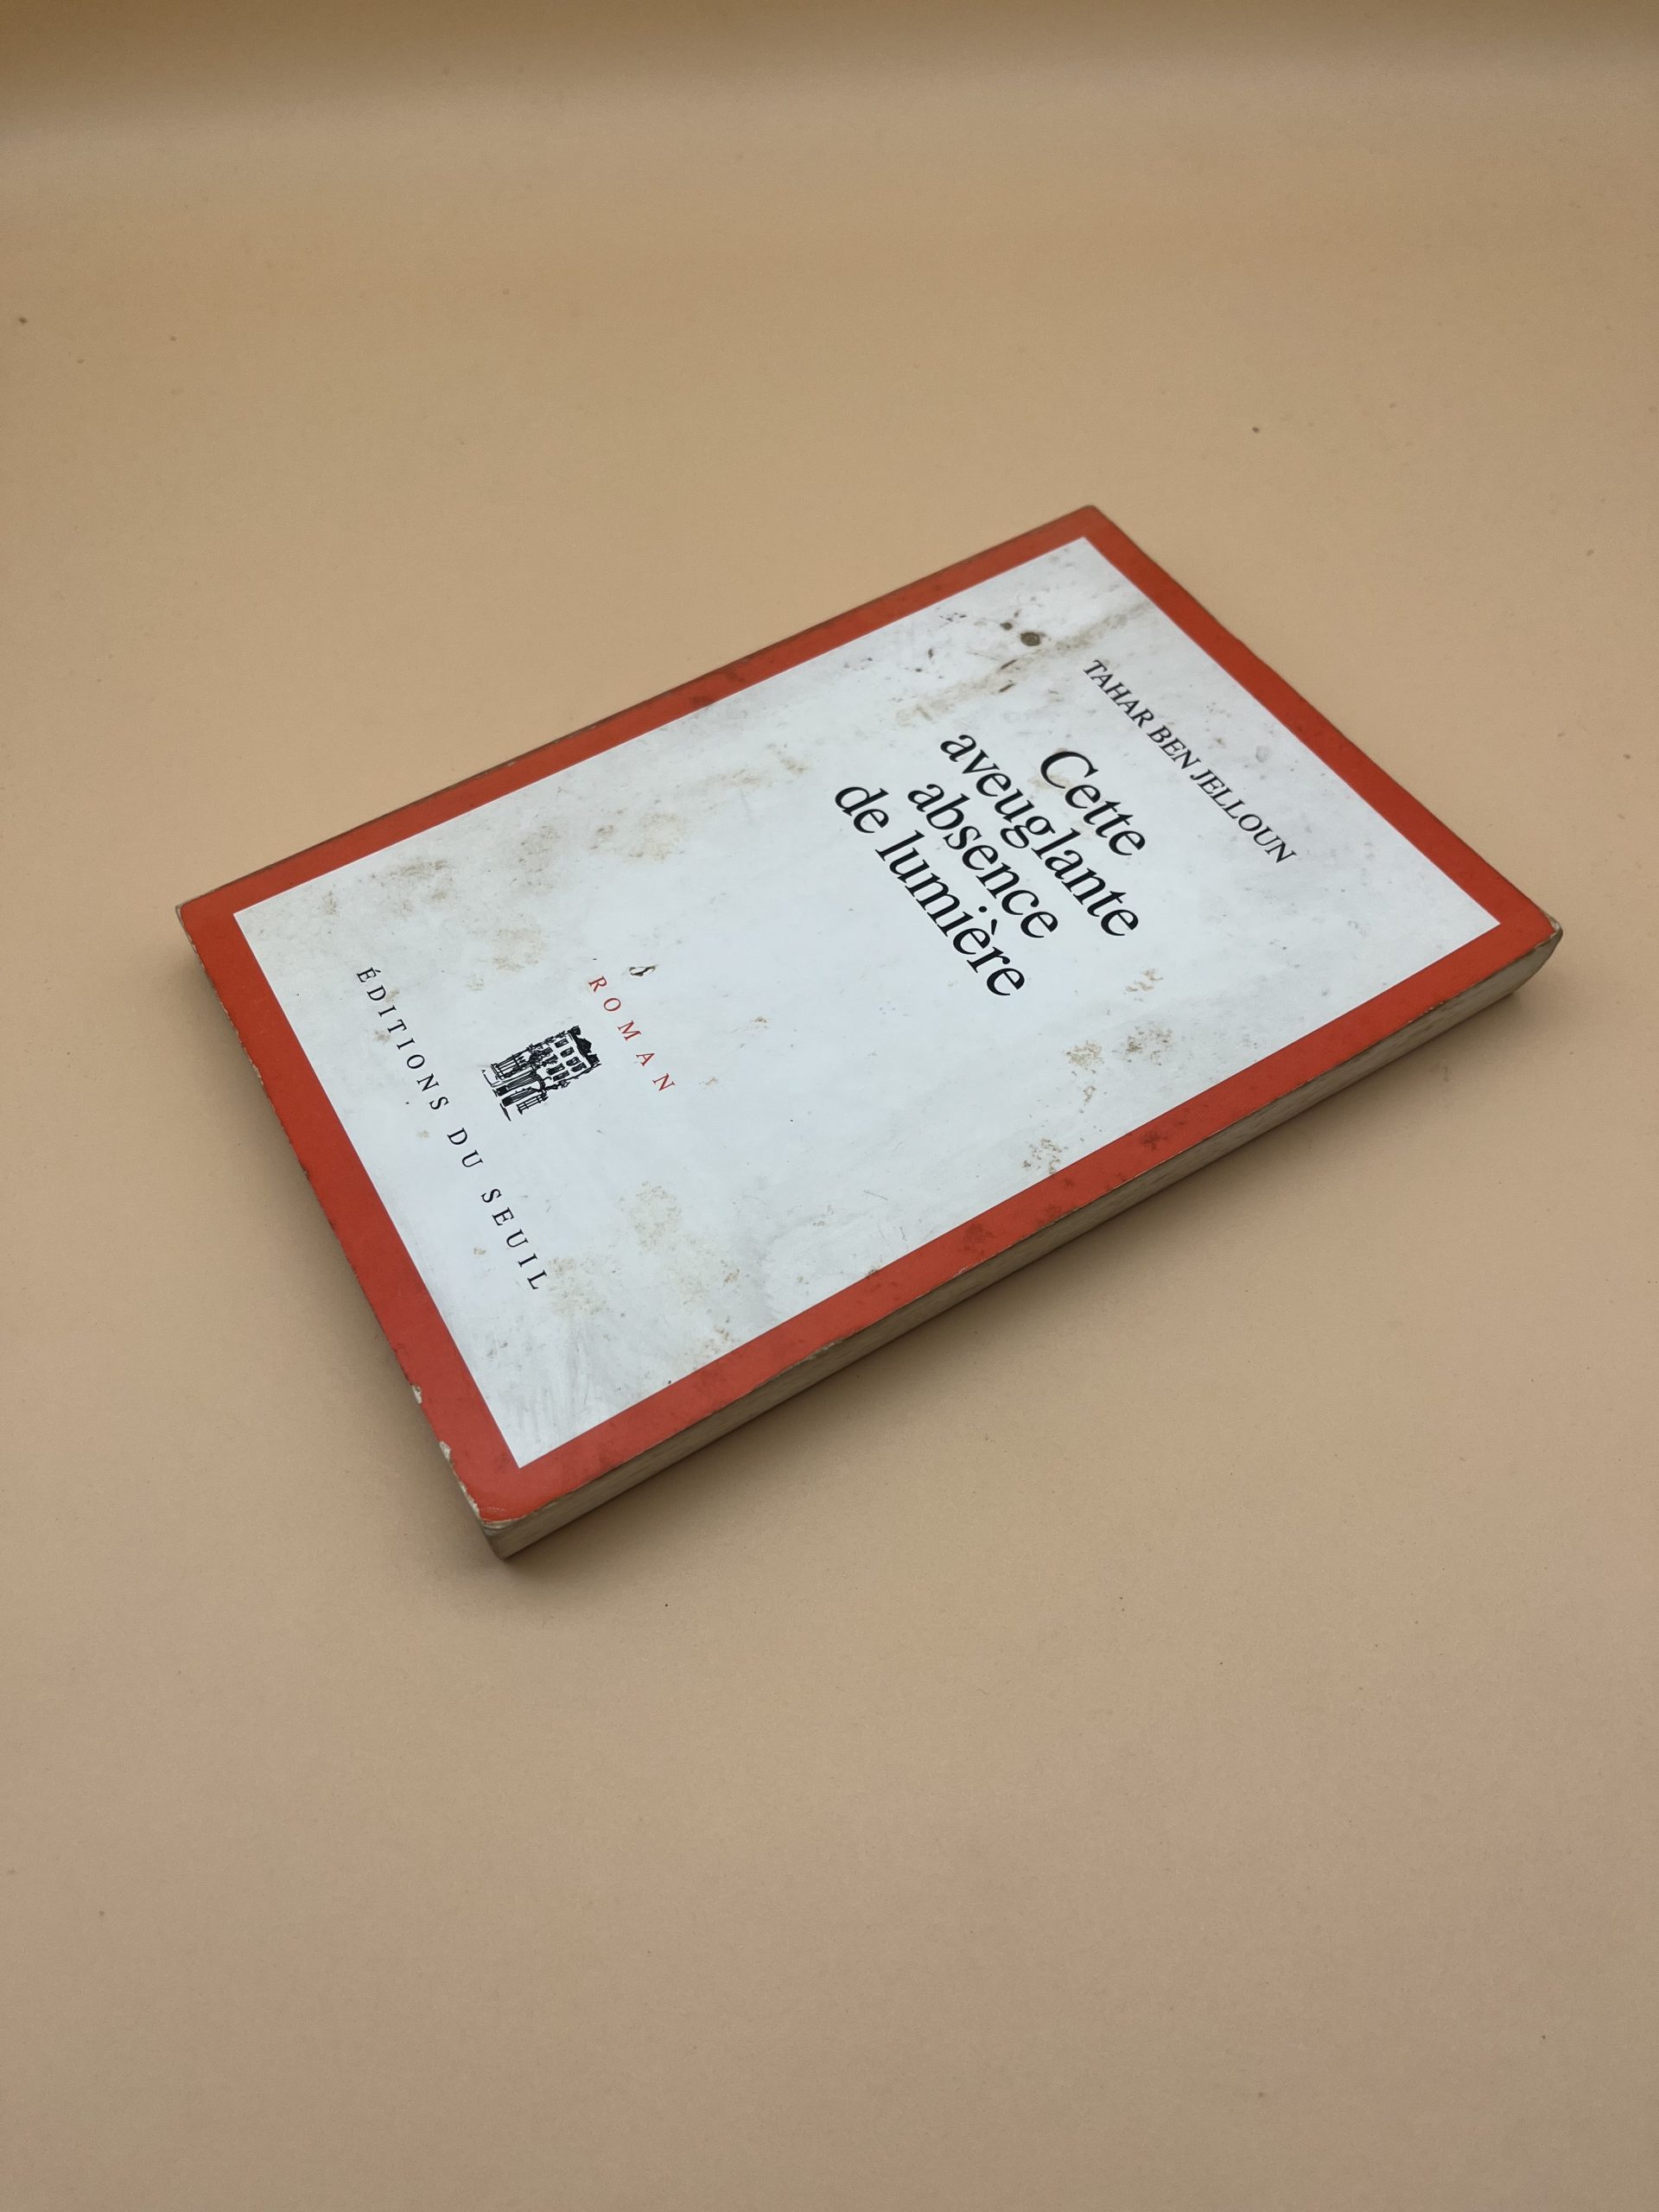 TAHAR BEN JELLOUN
Cette
aveuglante
absence
de lumière
ROMAN
ÉDITIONS DU SEUIL